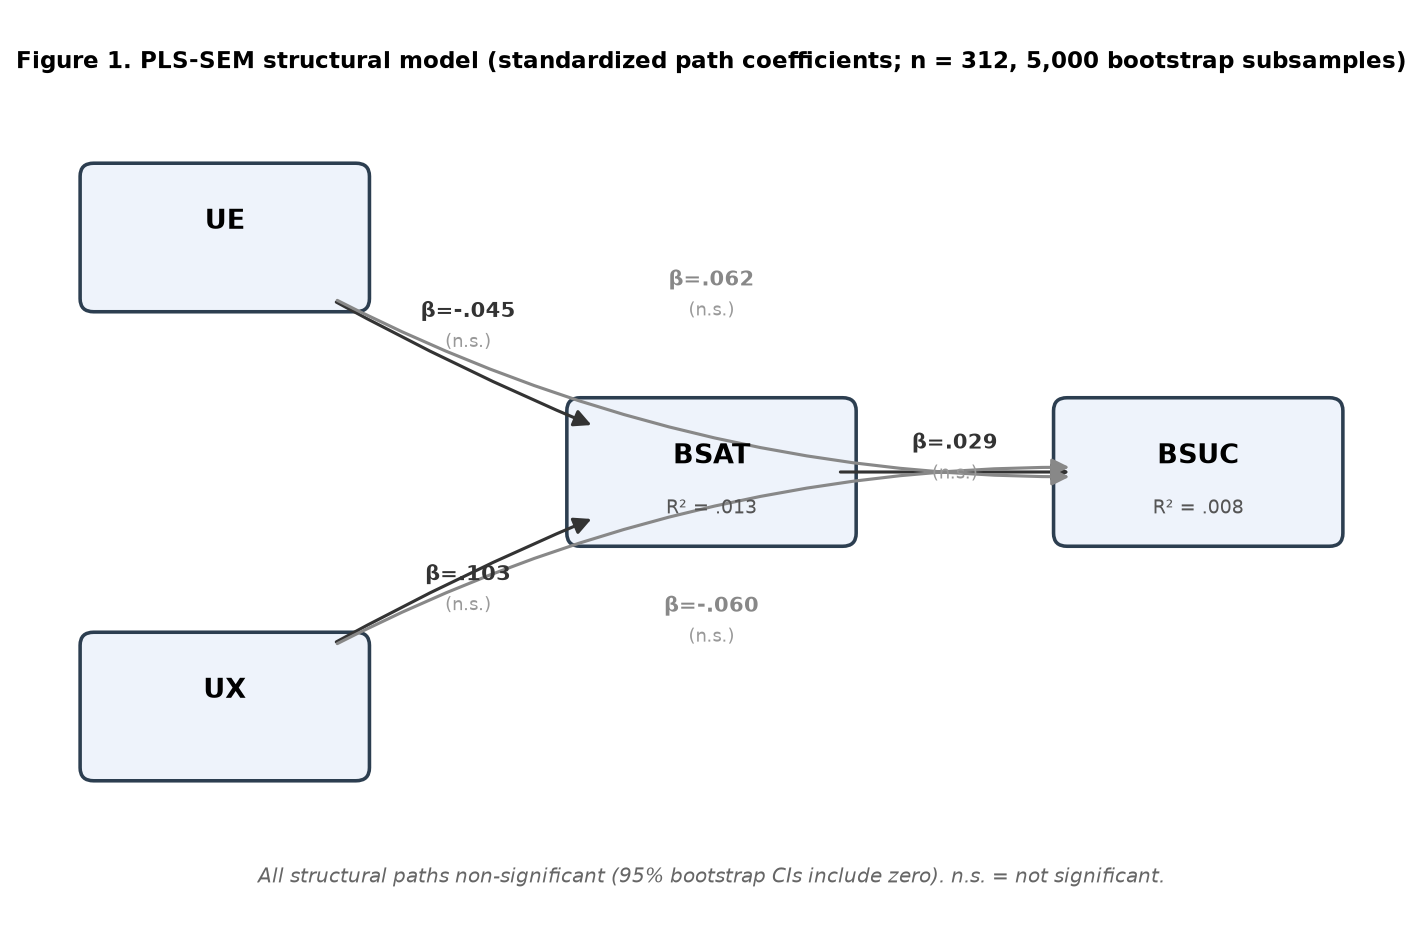 Figure 1. PLS-SEM structural model (standardized path coefficients; n = 312, 5,000 bootstrap subsamples)
UE
β=.062
(n.s.)
β=-.045
(n.s.)
BSAT
R² = .013
β=.029
(n.s.)
BSUC
R² = .008
β=.103
(n.s.)
β=-.060
(n.s.)
UX
All structural paths non-significant (95% bootstrap CIs include zero). n.s. = not significant.